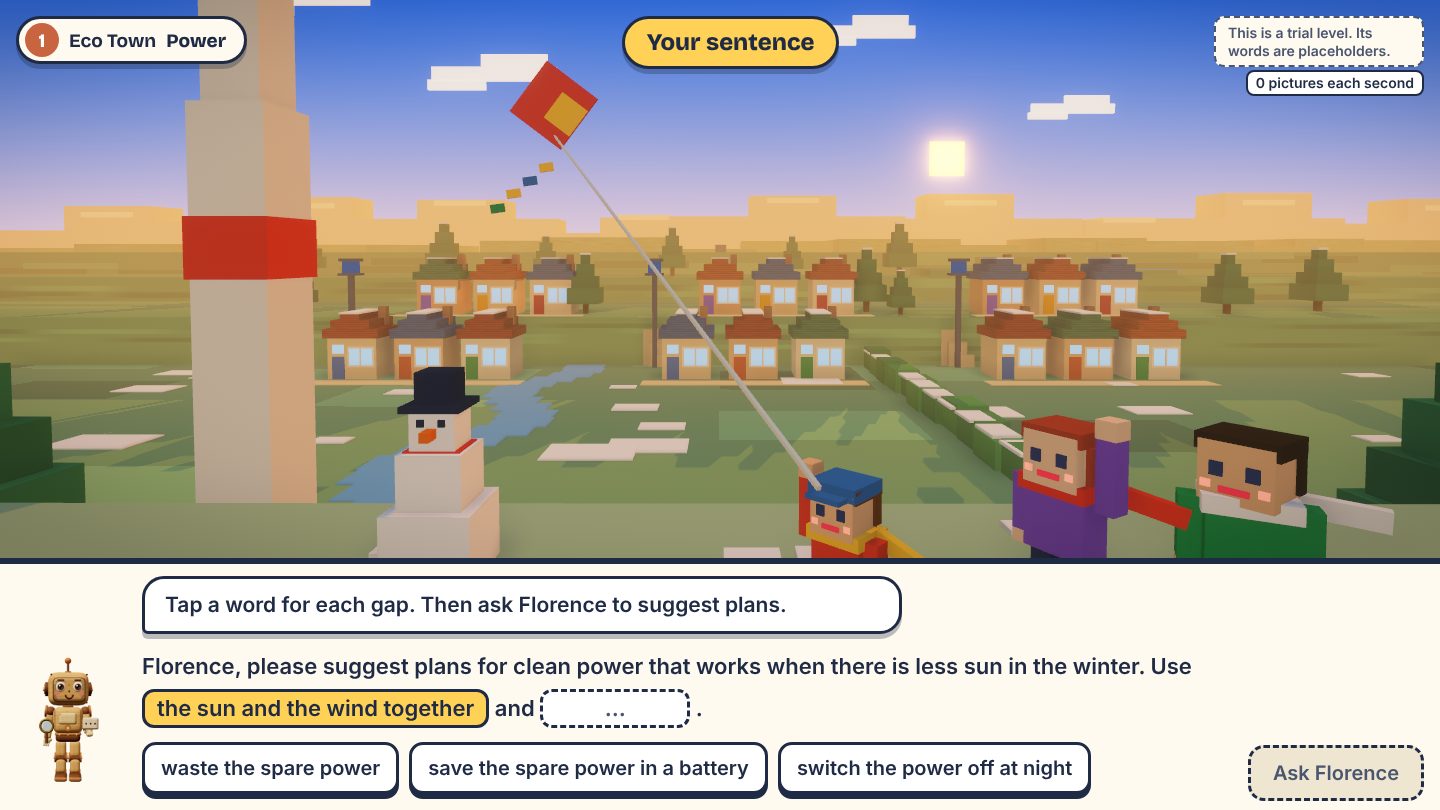 1 Eco Town Power
Your sentence
This is a trial level. Its
words are placeholders.
0 pictures each second
Tap a word for each gap. Then ask Florence to suggest plans.
Florence, please suggest plans for clean power that works when there is less sun in the winter. Use
the sun and the wind together and ... .
waste the spare power
save the spare power in a battery
switch the power off at night
Ask Florence